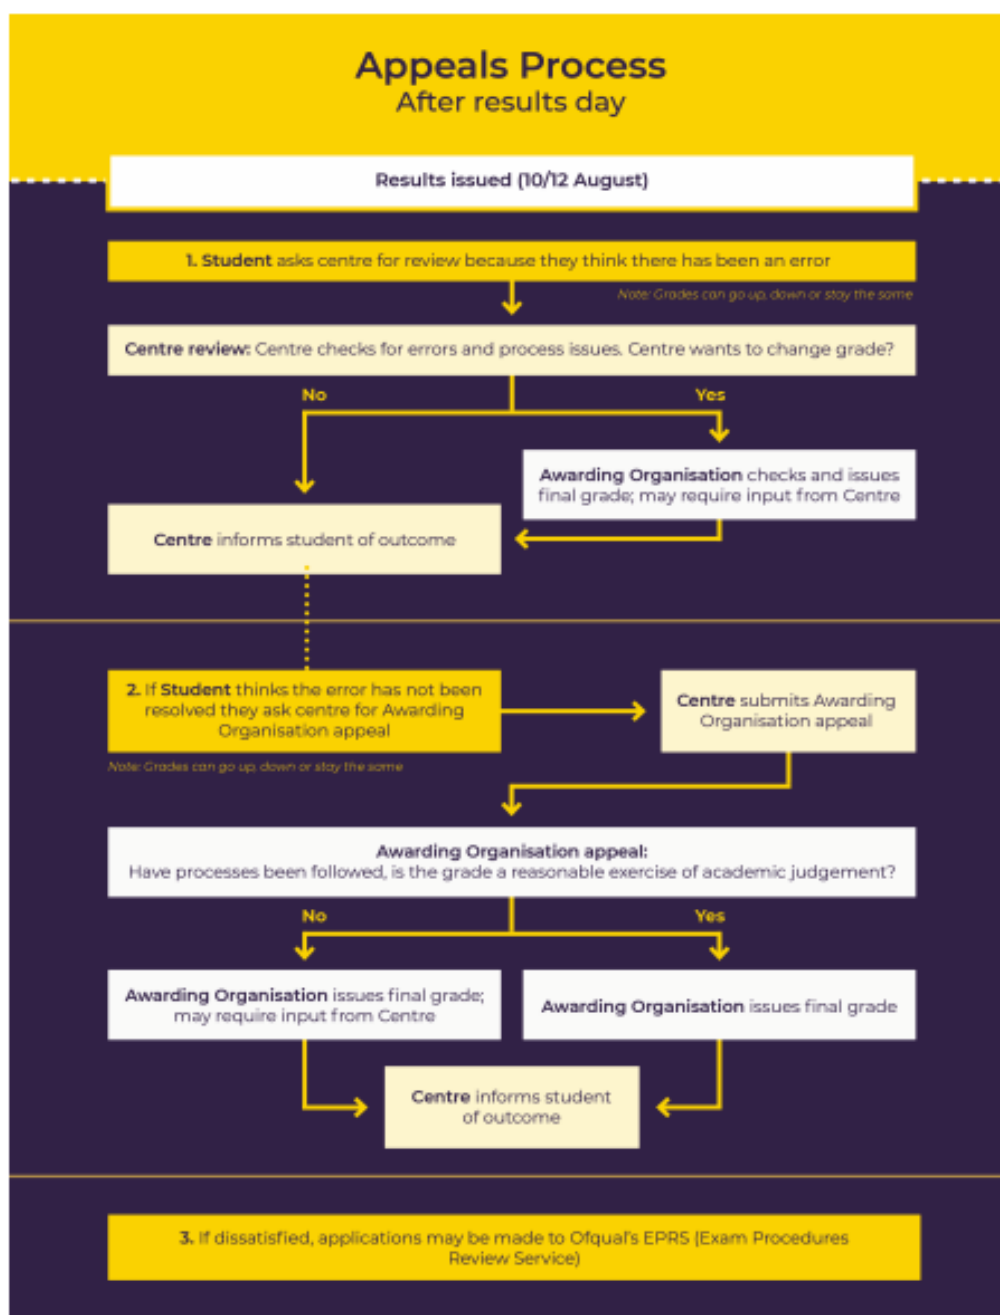 Appeals Process
After results day
Results issued (10/12 August)
1. Student asks centre for review because they think there has been an error
Note: Grades can go up, down or stay the same
Centre review: Centre checks for errors and process issues. Centre wants to change grade?
No
Yes
Awarding Organisation checks and issues
final grade; may require input from Centre
Centre informs student of outcome
2. If Student thinks the error has not been
resolved they ask centre for Awarding
Organisation appeal
Centre submits Awarding
Organisation appeal
Note: Grades can go up, down or stay the same
Awarding Organisation appeal:
Have processes been followed, is the grade a reasonable exercise of academic judgement?
No
Yes
Awarding Organisation issues final grade;
may require input from Centre
Awarding Organisation issues final grade
Centre informs student
of outcome
3. If dissatisfied, applications may be made to Ofqual's EPRS (Exam Procedures
Review Service)